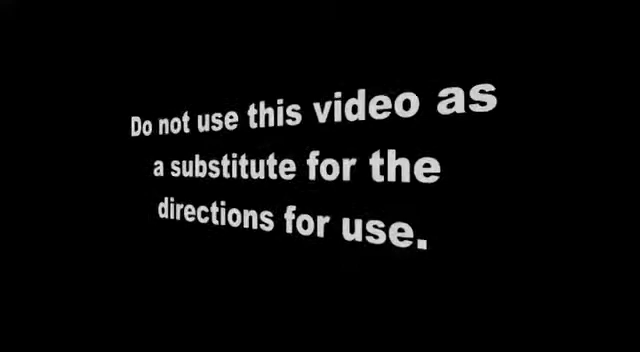 Do not use this video as
a substitute for the
directions for use.